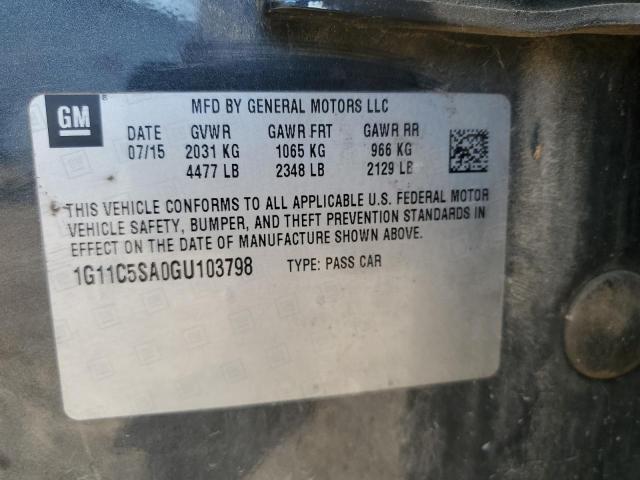 GM®
MFD BY GENERAL MOTORS LLC
DATE GVWR GAWR FRT GAWR RR
07/15 2031 KG 1065 KG 966 KG
4477 LB 2348 LB 2129 LB
THIS VEHICLE CONFORMS TO ALL APPLICABLE U.S. FEDERAL MOTOR
VEHICLE SAFETY, BUMPER, AND THEFT PREVENTION STANDARDS IN
EFFECT ON THE DATE OF MANUFACTURE SHOWN ABOVE.
1G11C5SA0GU103798 TYPE: PASS CAR